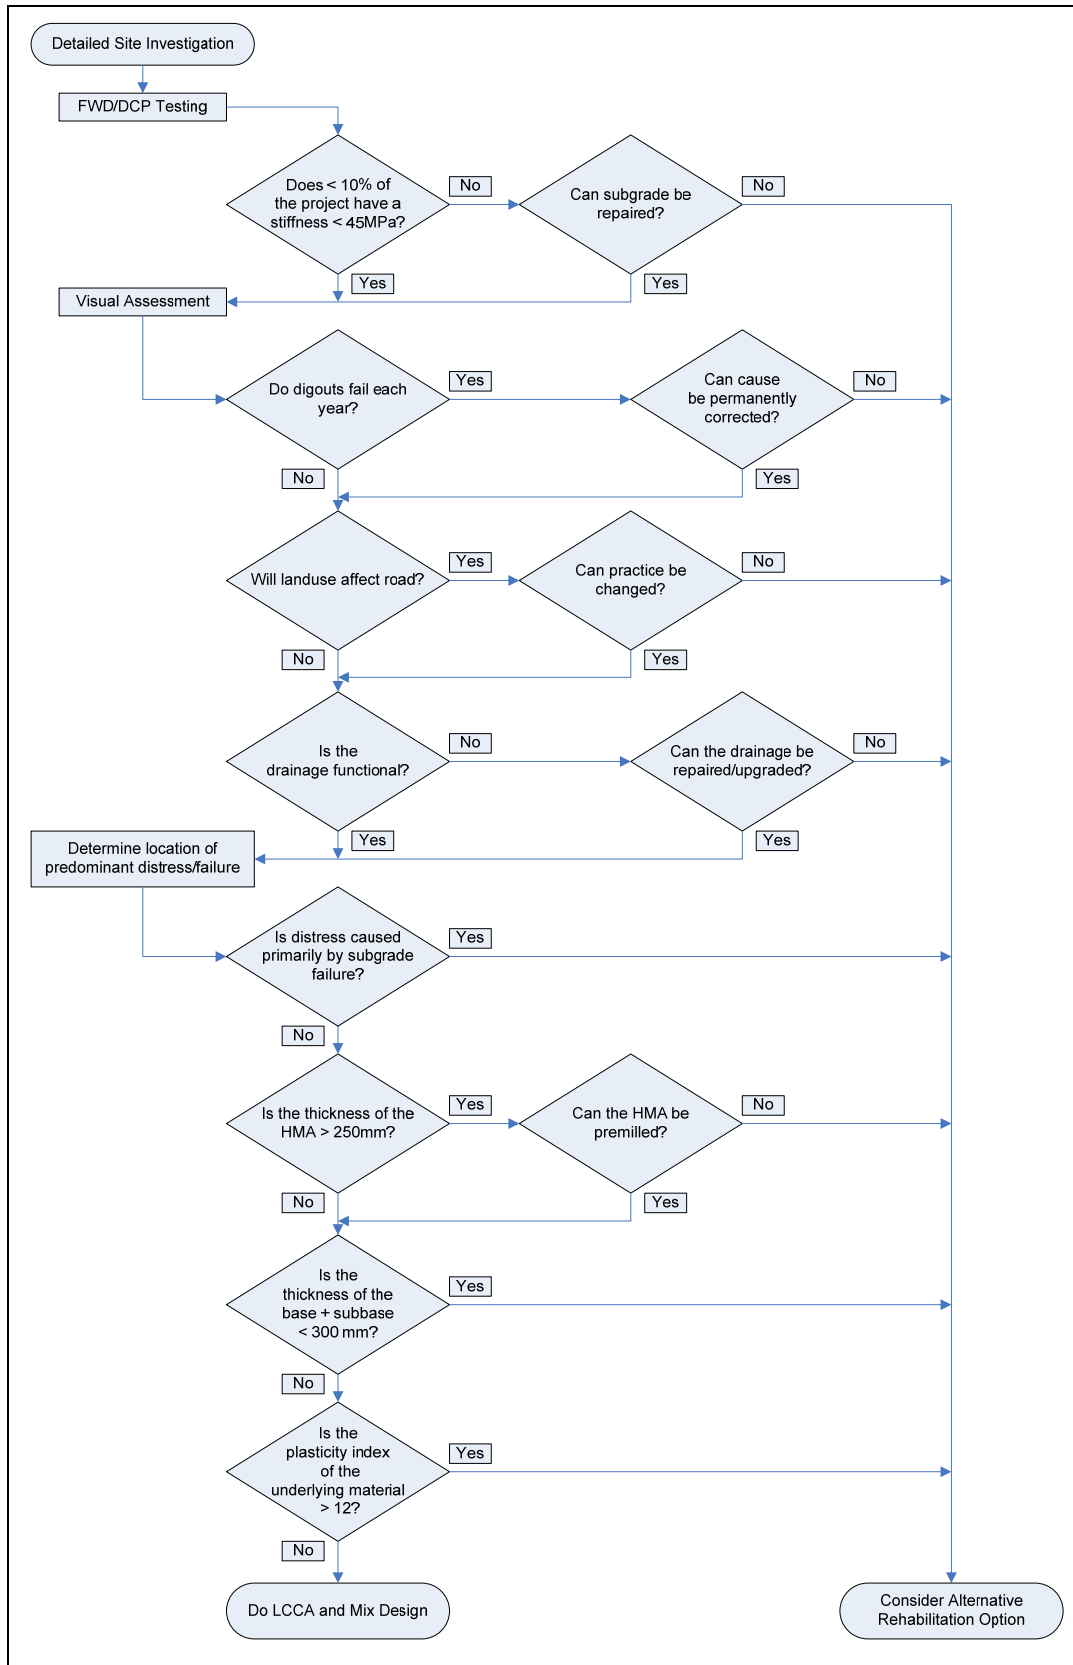 Detailed Site Investigation
FWD/DCP Testing
Does < 10% of
the project have a
stiffness < 45MPa?
No
Can subgrade be
repaired?
No
Yes
Yes
Visual Assessment
Do digouts fail each
year?
Yes
Can cause
be permanently
corrected?
No
No
Yes
Will landuse affect road?
Yes
Can practice be
changed?
No
No
Yes
Is the
drainage functional?
No
Can the drainage be
repaired/upgraded?
No
Yes
Yes
Determine location of
predominant distress/failure
Is distress caused
primarily by subgrade
failure?
Yes
No
Is the thickness of the
HMA > 250mm?
Yes
Can the HMA be
premilled?
No
No
Yes
Is the
thickness of the
base + subbase
< 300 mm?
Yes
No
Is the
plasticity index
of the
underlying material
> 12?
Yes
No
Do LCCA and Mix Design
Consider Alternative
Rehabilitation Option